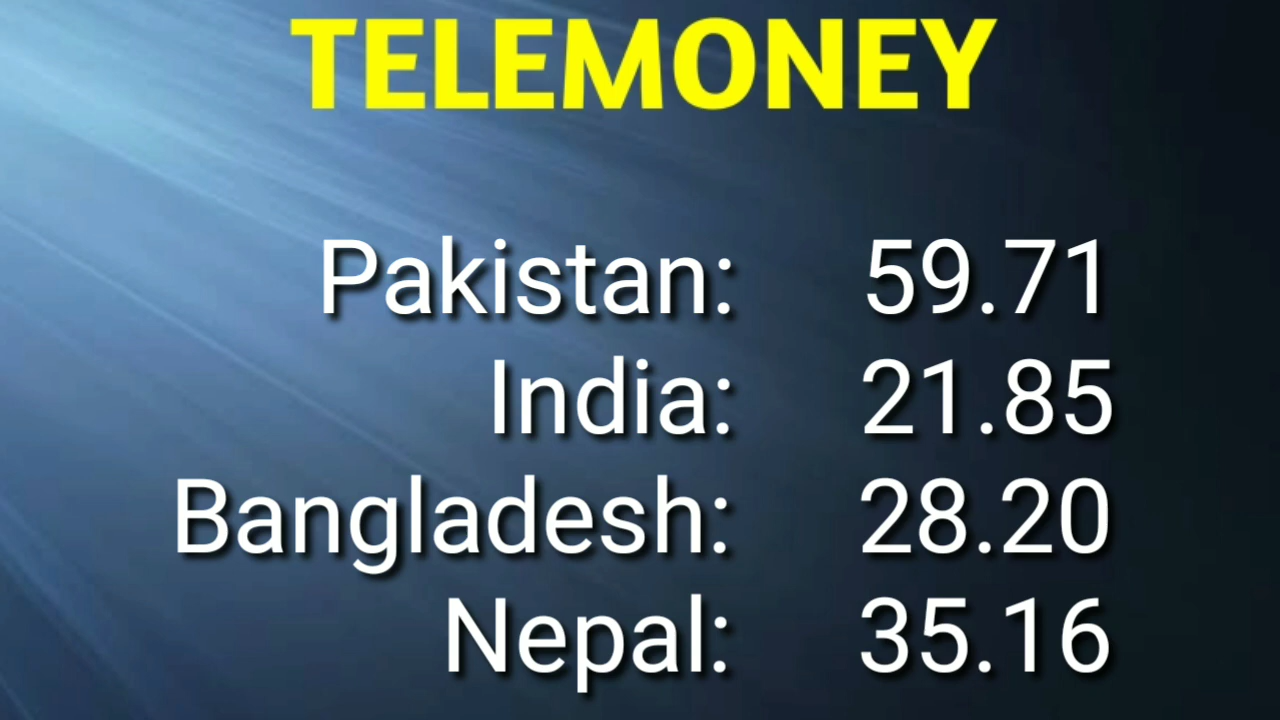 TELEMONEY
Pakistan: 59.71
India: 21.85
Bangladesh: 28.20
Nepal: 35.16